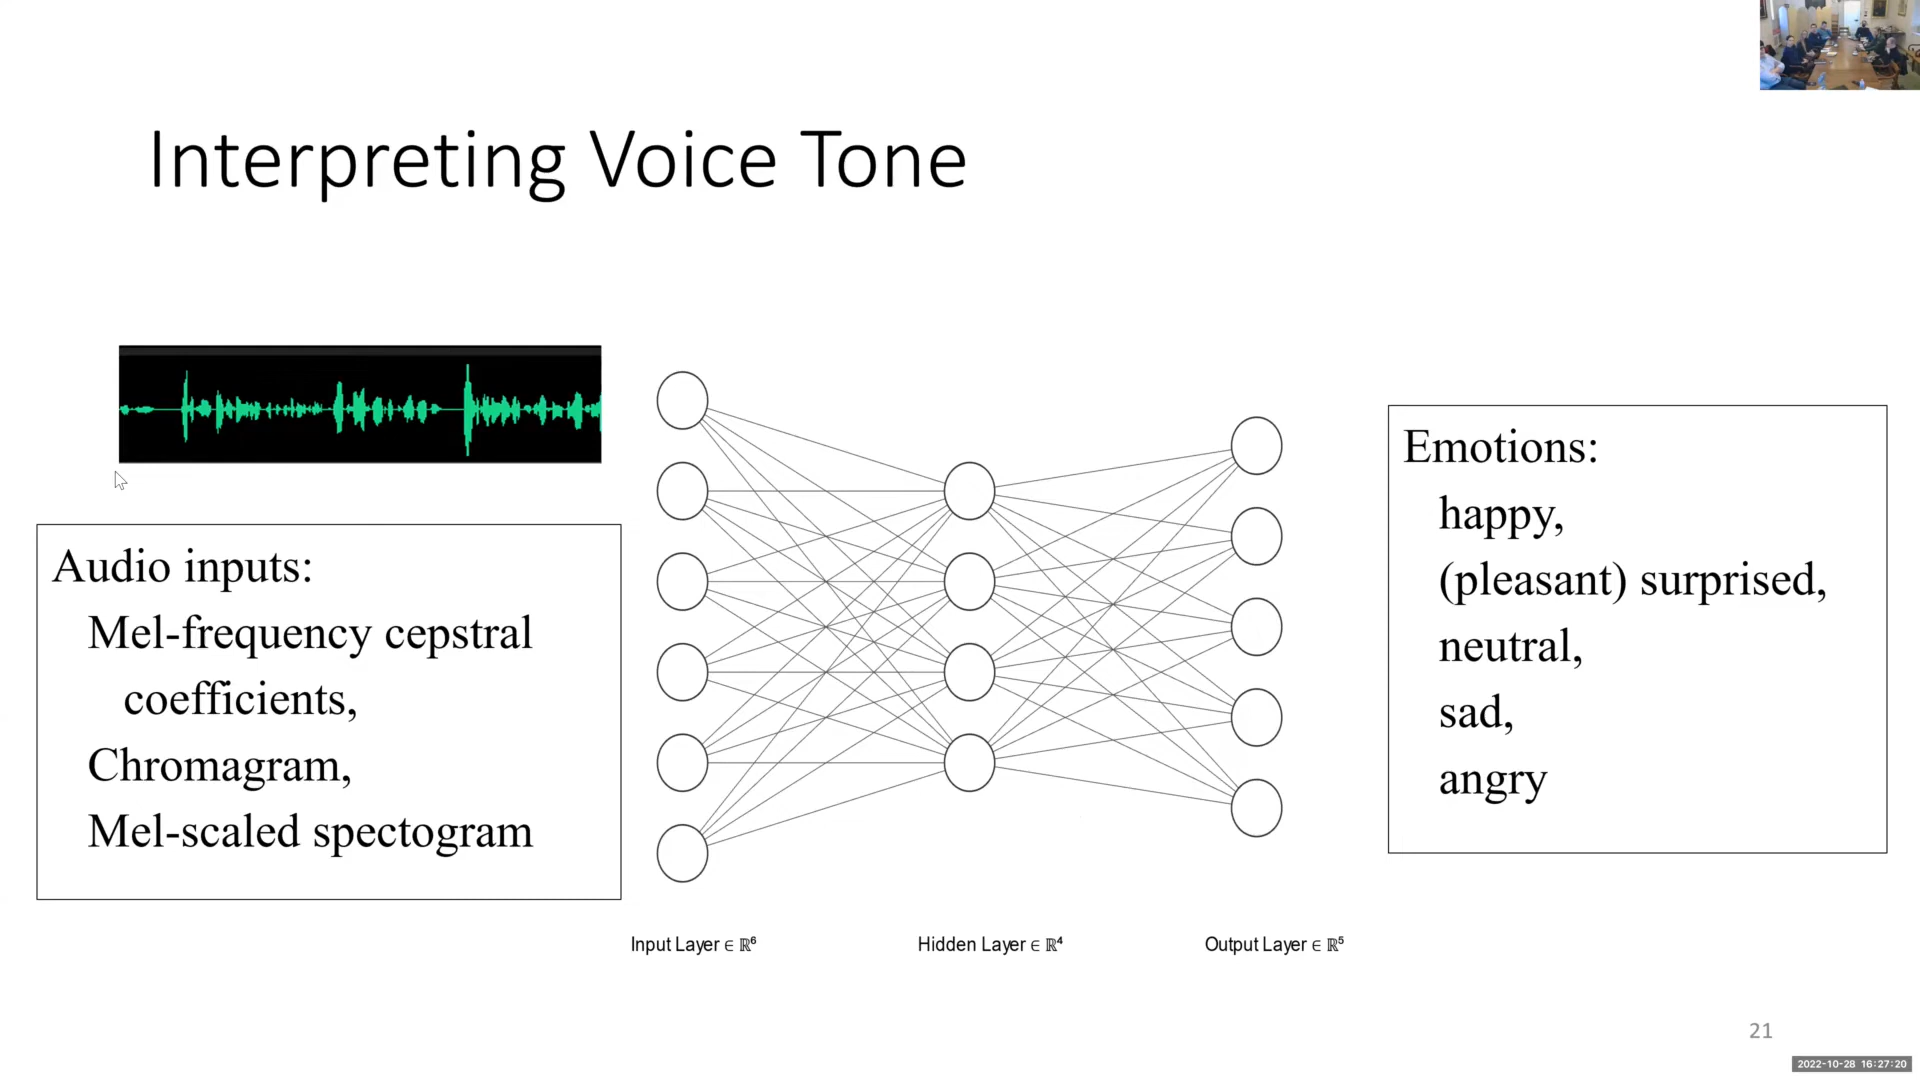 Interpreting Voice Tone
Audio inputs:
Mel-frequency cepstral
coefficients,
Chromagram,
Mel-scaled spectogram
Emotions:
happy,
(pleasant) surprised,
neutral,
sad,
angry
Input Layer ∈ ℝ⁶
Hidden Layer ∈ ℝ⁴
Output Layer ∈ ℝ⁵
21
2022-10-28 16:27:20